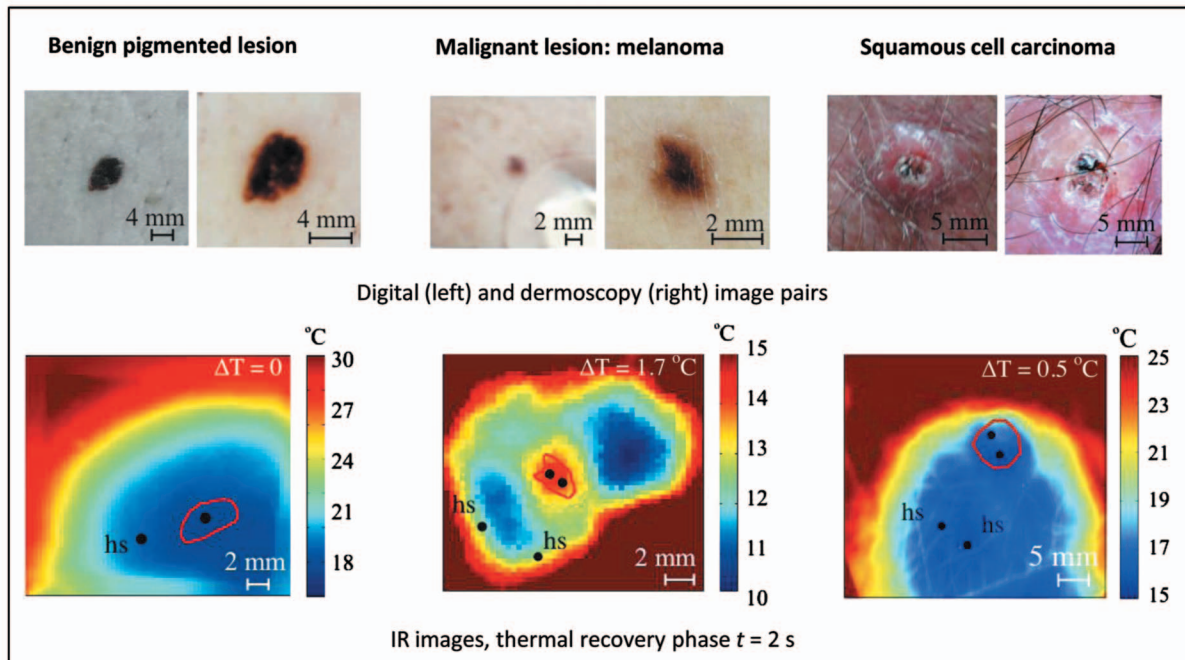 Benign pigmented lesion
Malignant lesion: melanoma
Squamous cell carcinoma
4 mm
4 mm
2 mm
2 mm
5 mm
5 mm
Digital (left) and dermoscopy (right) image pairs
°C
ΔT = 0
30
27
24
21
18
hs
2 mm
°C
ΔT = 1.7 °C
15
14
13
12
11
10
hs
hs
2 mm
°C
ΔT = 0.5 °C
25
23
21
19
17
15
hs
hs
5 mm
IR images, thermal recovery phase t = 2 s